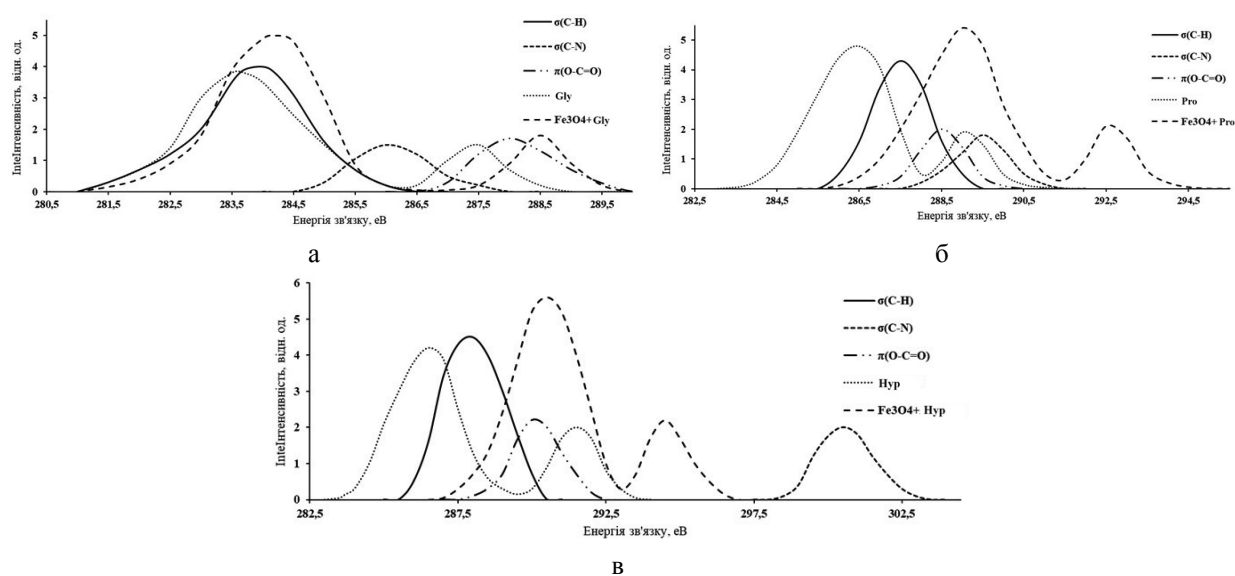 InteІнтенсивність, відн. од.
5
4
3
2
1
0
280,5 281,5 282,5 283,5 284,5 285,5 286,5 287,5 288,5 289,5
Енергія зв'язку, еВ
σ(C-H)
σ(C-N)
π(O-C=O)
Gly
Fe3O4+Gly
а
InteІнтенсивність, відн. од.
5
4
3
2
1
0
282,5 284,5 286,5 288,5 290,5 292,5 294,5
Енергія зв'язку, еВ
σ(C-H)
σ(C-N)
π(O-C=O)
Pro
Fe3O4+ Pro
б
InteІнтенсивність, відн. од.
6
5
4
3
2
1
0
282,5 287,5 292,5 297,5 302,5
Енергія зв'язку, еВ
σ(C-H)
σ(C-N)
π(O-C=O)
Hyp
Fe3O4+ Hyp
в